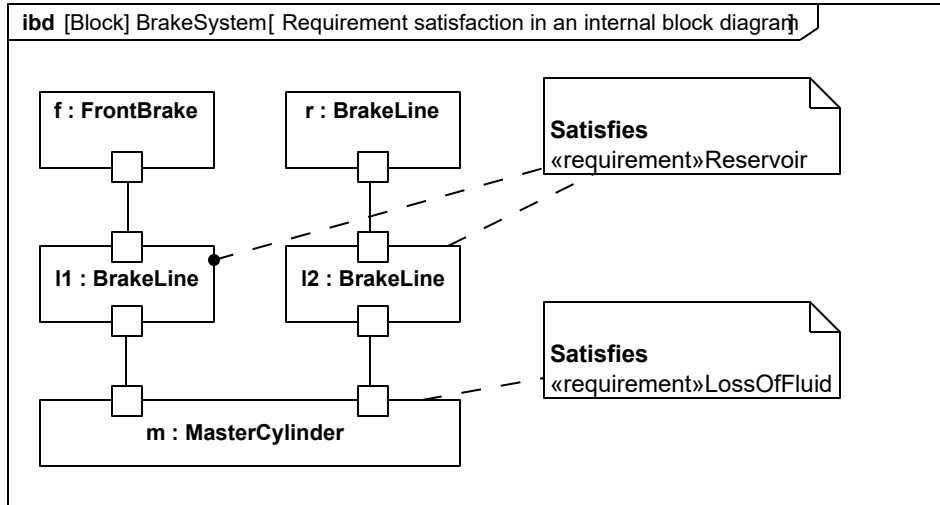 ibd [Block] BrakeSystem[ Requirement satisfaction in an internal block diagram]
f : FrontBrake
r : BrakeLine
Satisfies
«requirement»Reservoir
l1 : BrakeLine
l2 : BrakeLine
Satisfies
«requirement»LossOfFluid
m : MasterCylinder